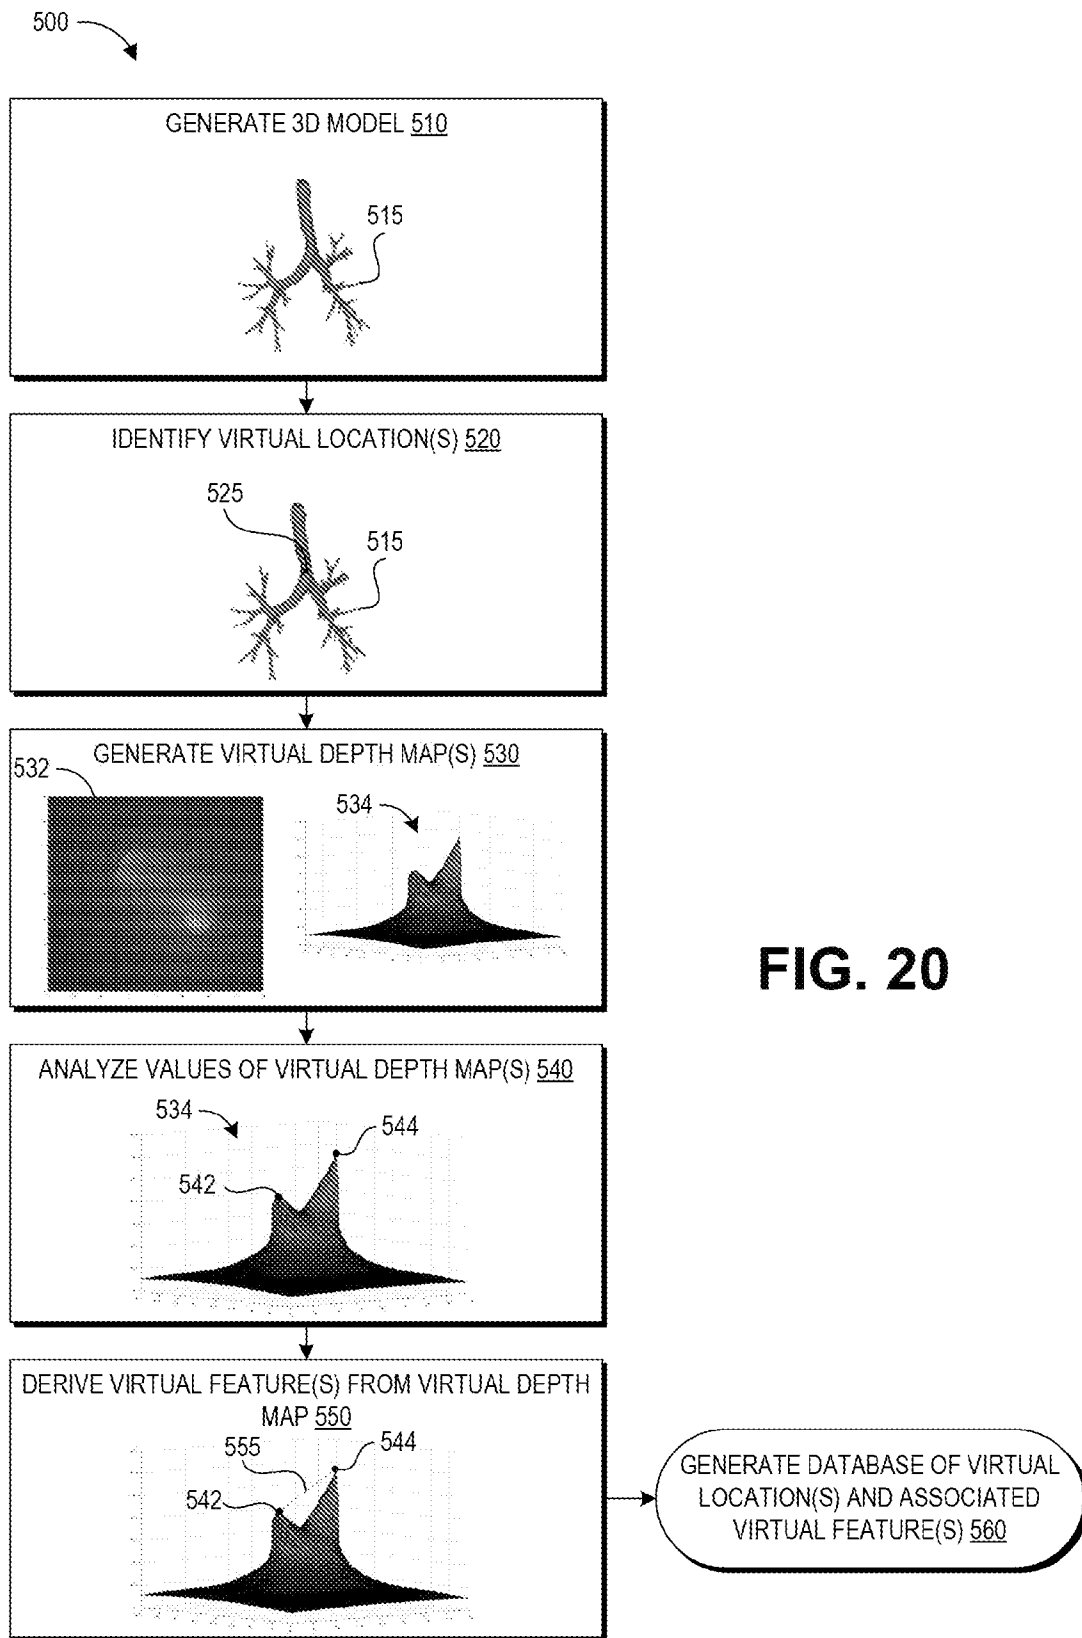 500
GENERATE 3D MODEL 510
515
IDENTIFY VIRTUAL LOCATION(S) 520
525
515
GENERATE VIRTUAL DEPTH MAP(S) 530
532
534
FIG. 20
ANALYZE VALUES OF VIRTUAL DEPTH MAP(S) 540
534
544
542
DERIVE VIRTUAL FEATURE(S) FROM VIRTUAL DEPTH
MAP 550
555
544
542
GENERATE DATABASE OF VIRTUAL
LOCATION(S) AND ASSOCIATED
VIRTUAL FEATURE(S) 560